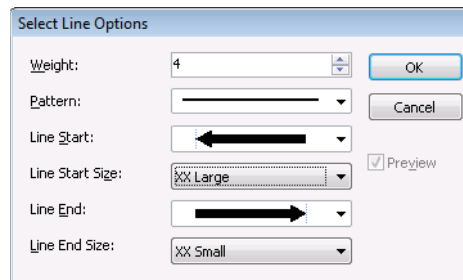 Select Line Options
Weight: 4
OK
Pattern:
Cancel
Line Start:
Preview
Line Start Size: XX Large
Line End:
Line End Size: XX Small